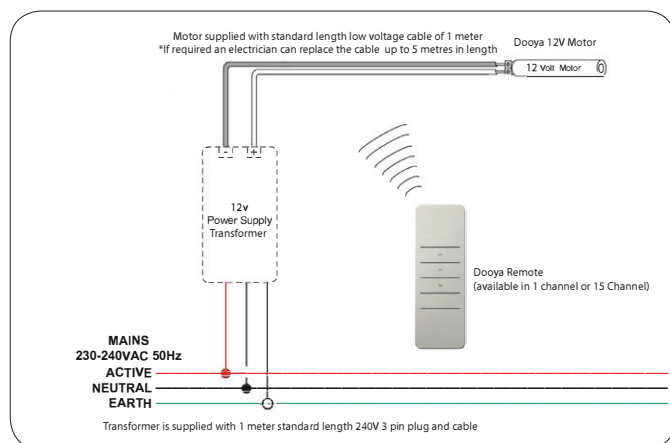 Motor supplied with standard length low voltage cable of 1 meter
*If required an electrician can replace the cable up to 5 metres in length
Dooya 12V Motor
12 Volt Motor
- +
12v
Power Supply
Transformer
Dooya Remote
(available in 1 channel or 15 Channel)
MAINS
230-240VAC 50Hz
ACTIVE
NEUTRAL
EARTH
Transformer is supplied with 1 meter standard length 240V 3 pin plug and cable